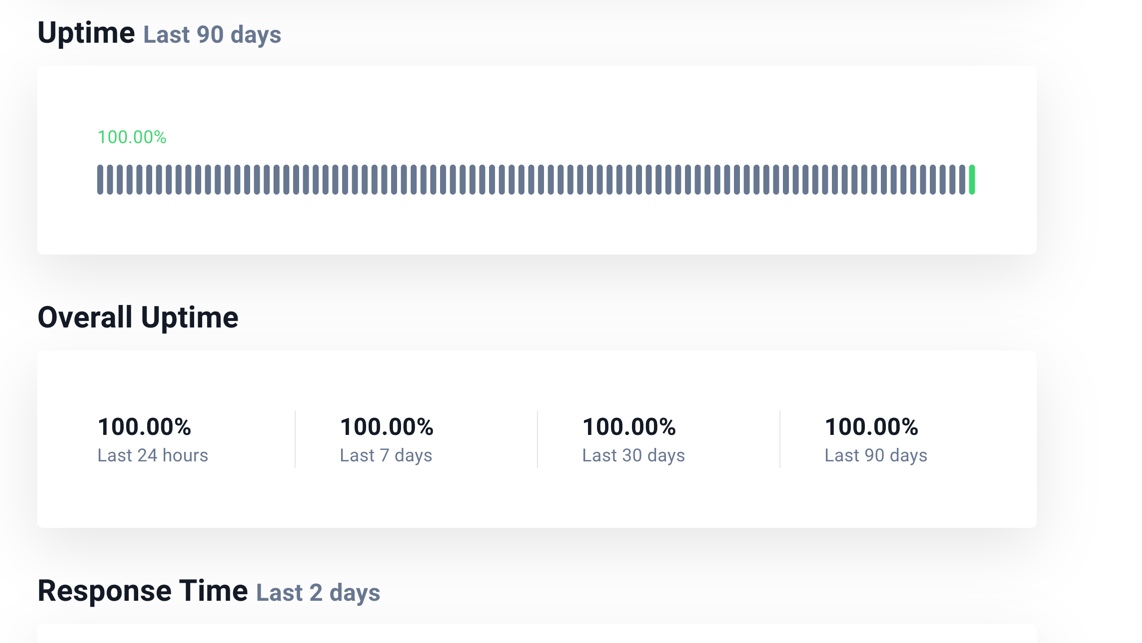 Uptime Last 90 days
100.00%
Overall Uptime
100.00% 100.00% 100.00% 100.00%
Last 24 hours Last 7 days Last 30 days Last 90 days
Response Time Last 2 days